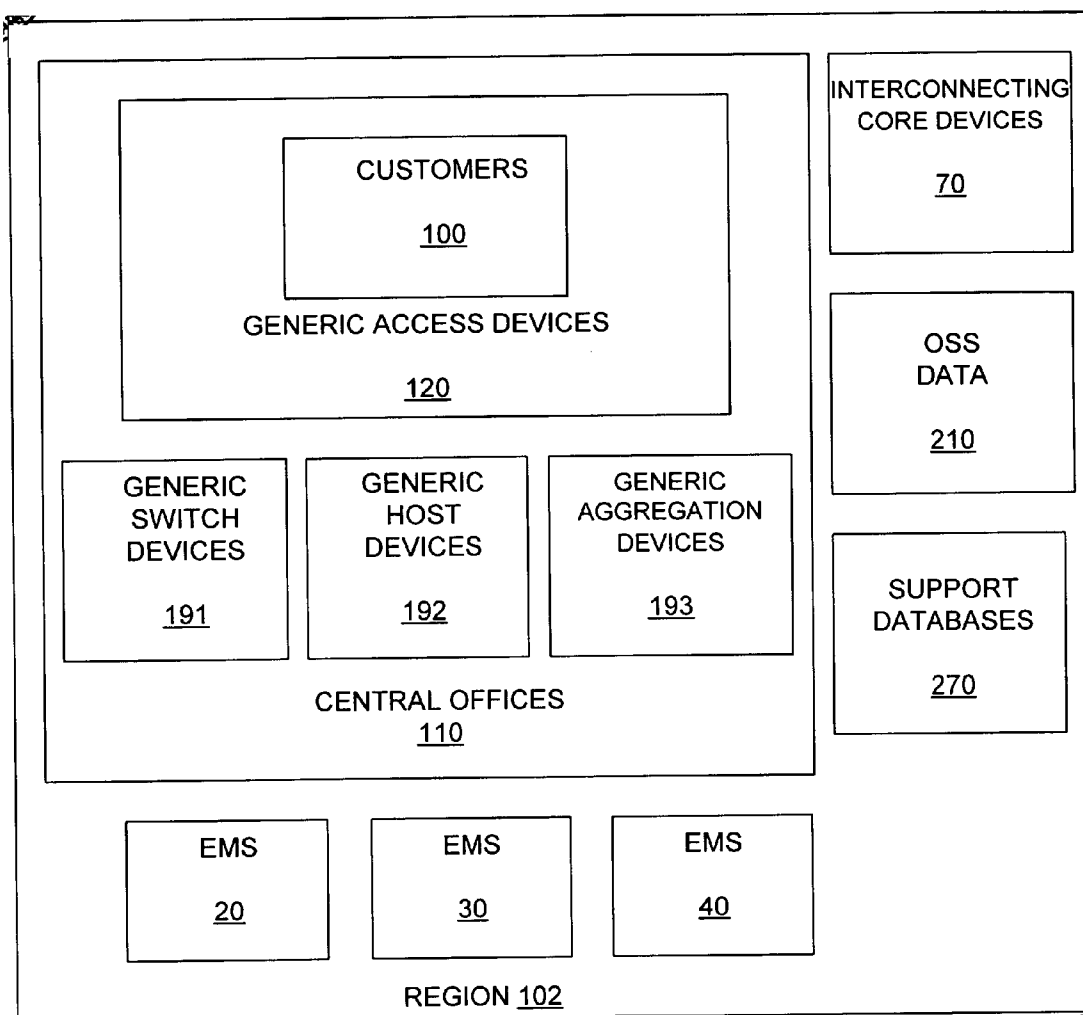 CUSTOMERS
100
GENERIC ACCESS DEVICES
120
GENERIC
SWITCH
DEVICES
191
GENERIC
HOST
DEVICES
192
GENERIC
AGGREGATION
DEVICES
193
CENTRAL OFFICES
110
INTERCONNECTING
CORE DEVICES
70
OSS
DATA
210
SUPPORT
DATABASES
270
EMS
20
EMS
30
EMS
40
REGION 102